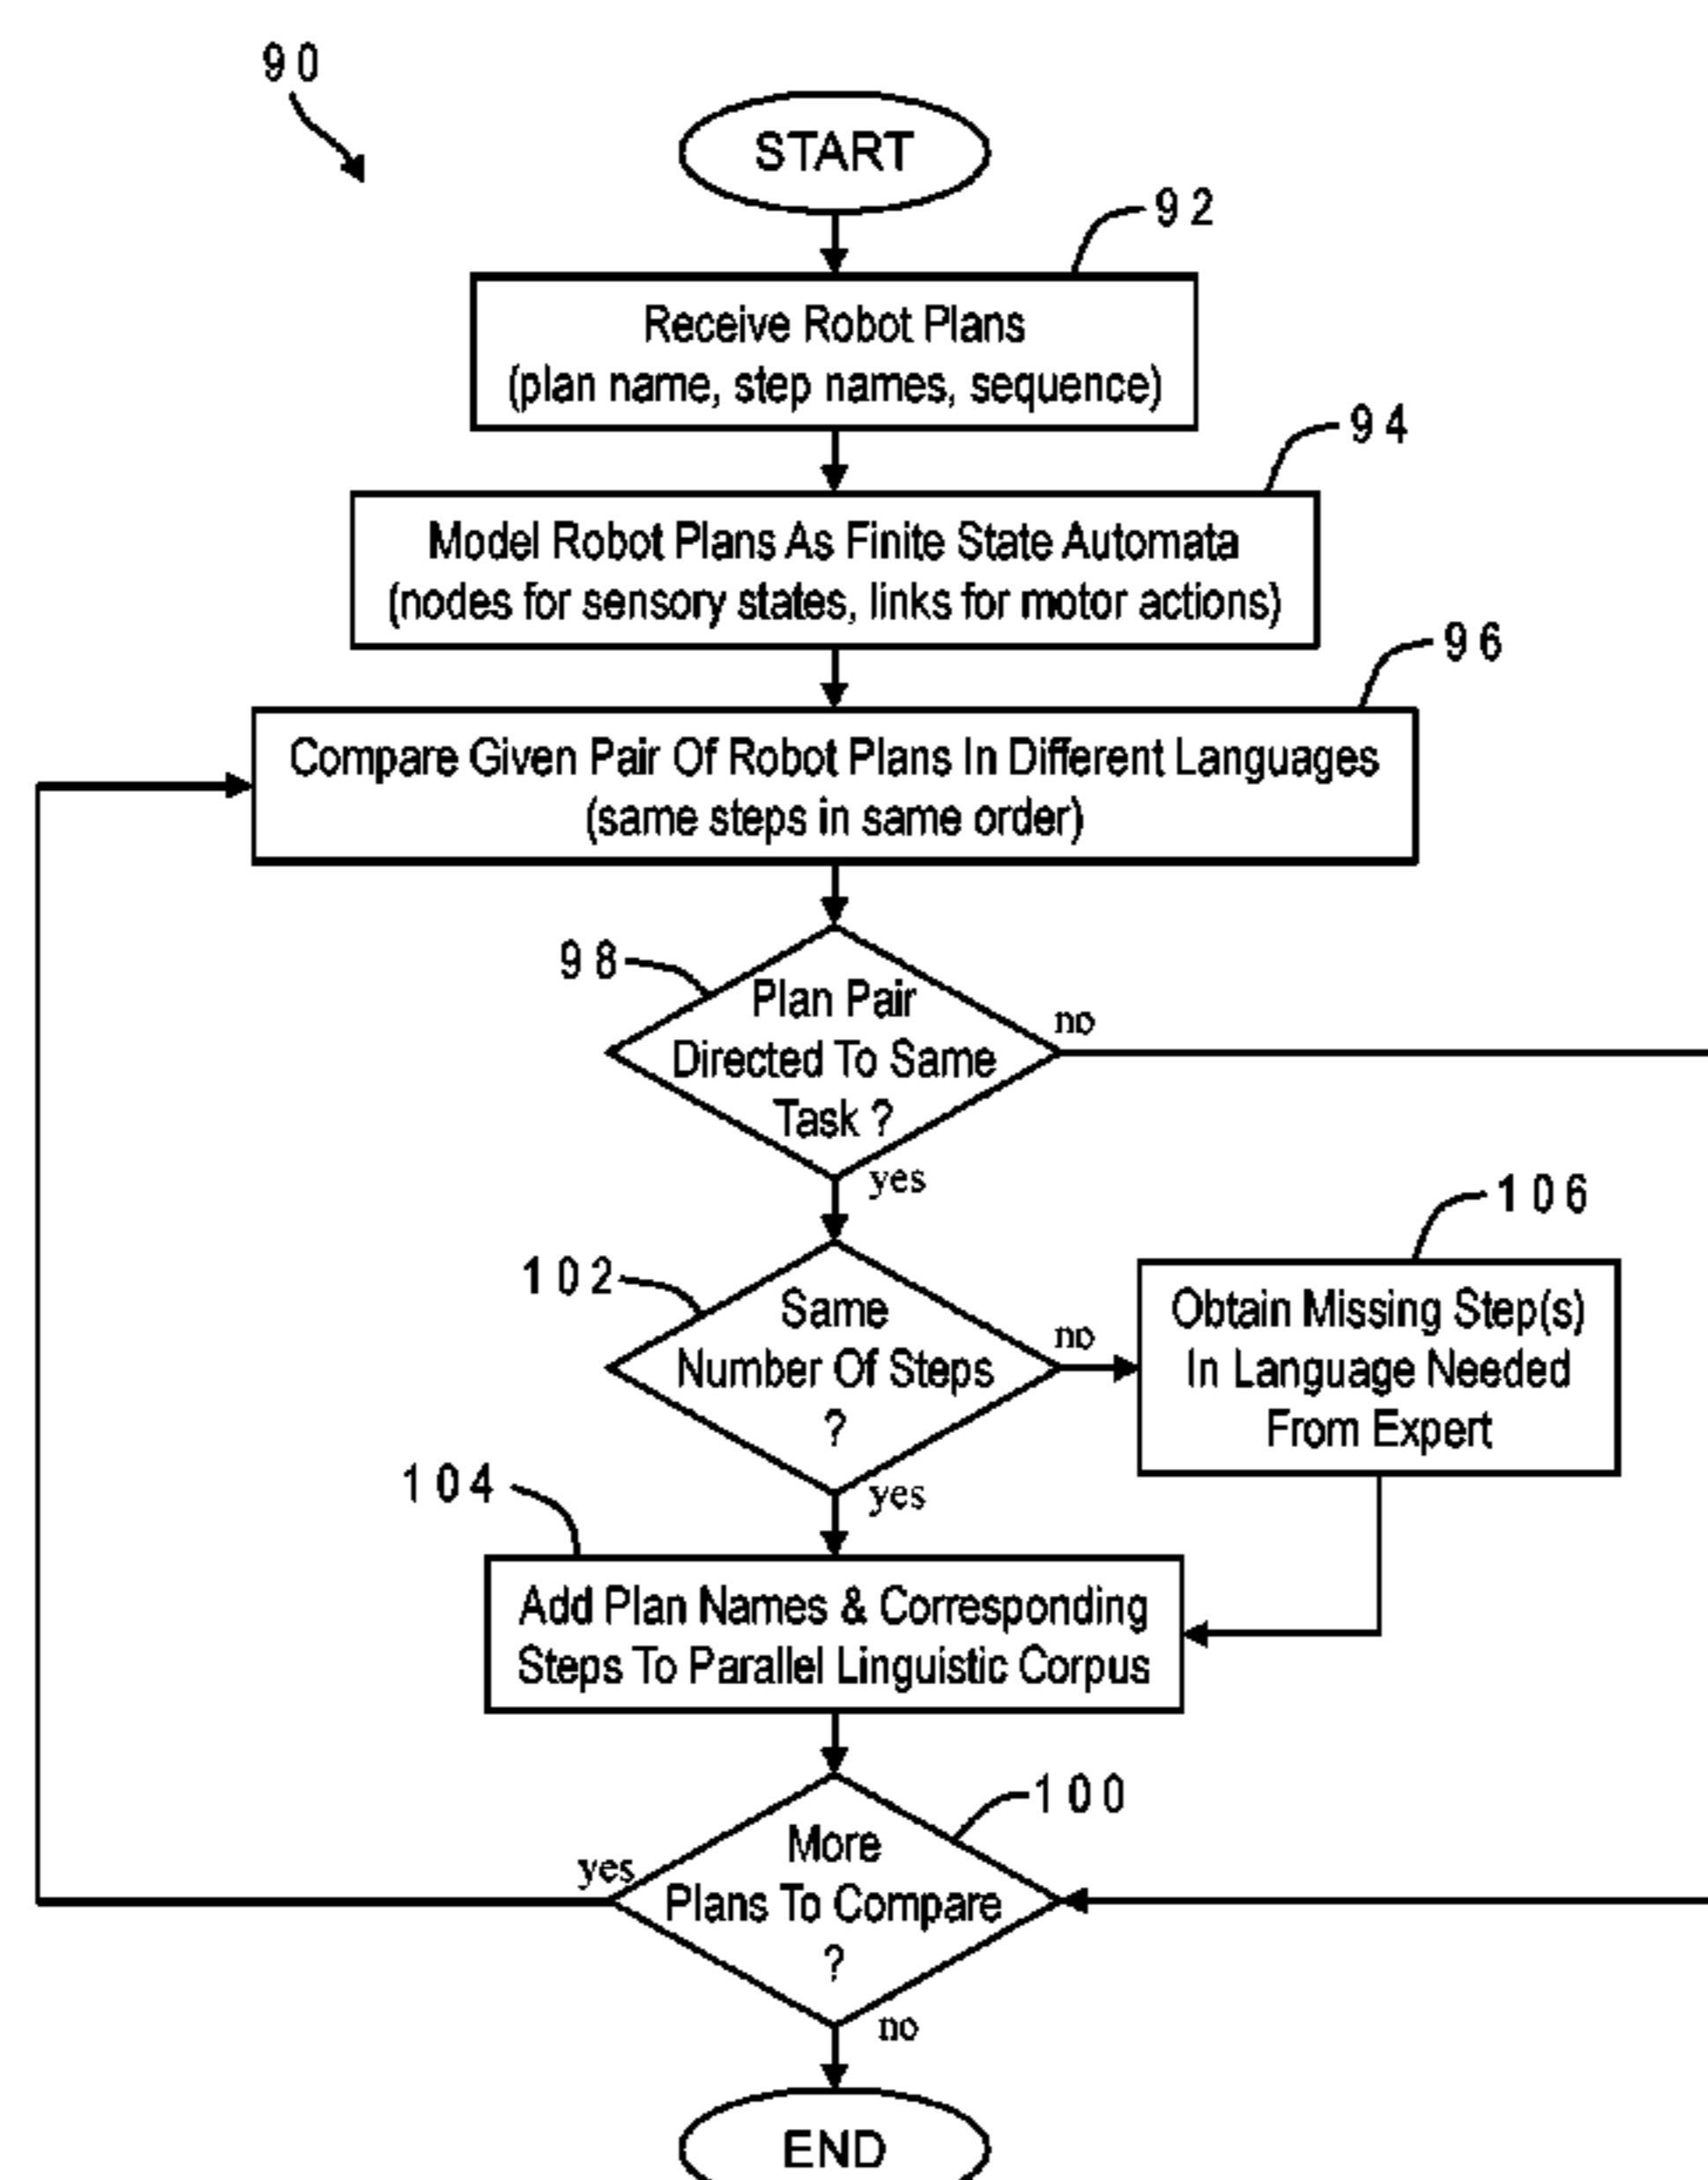 90
START
92
Receive Robot Plans
(plan name, step names, sequence)
94
Model Robot Plans As Finite State Automata
(nodes for sensory states, links for motor actions)
96
Compare Given Pair Of Robot Plans In Different Languages
(same steps in same order)
98
Plan Pair
Directed To Same
Task ?
no
yes
102
Same
Number Of Steps
?
no
yes
106
Obtain Missing Step(s)
In Language Needed
From Expert
104
Add Plan Names & Corresponding
Steps To Parallel Linguistic Corpus
100
More
Plans To Compare
?
yes
no
END